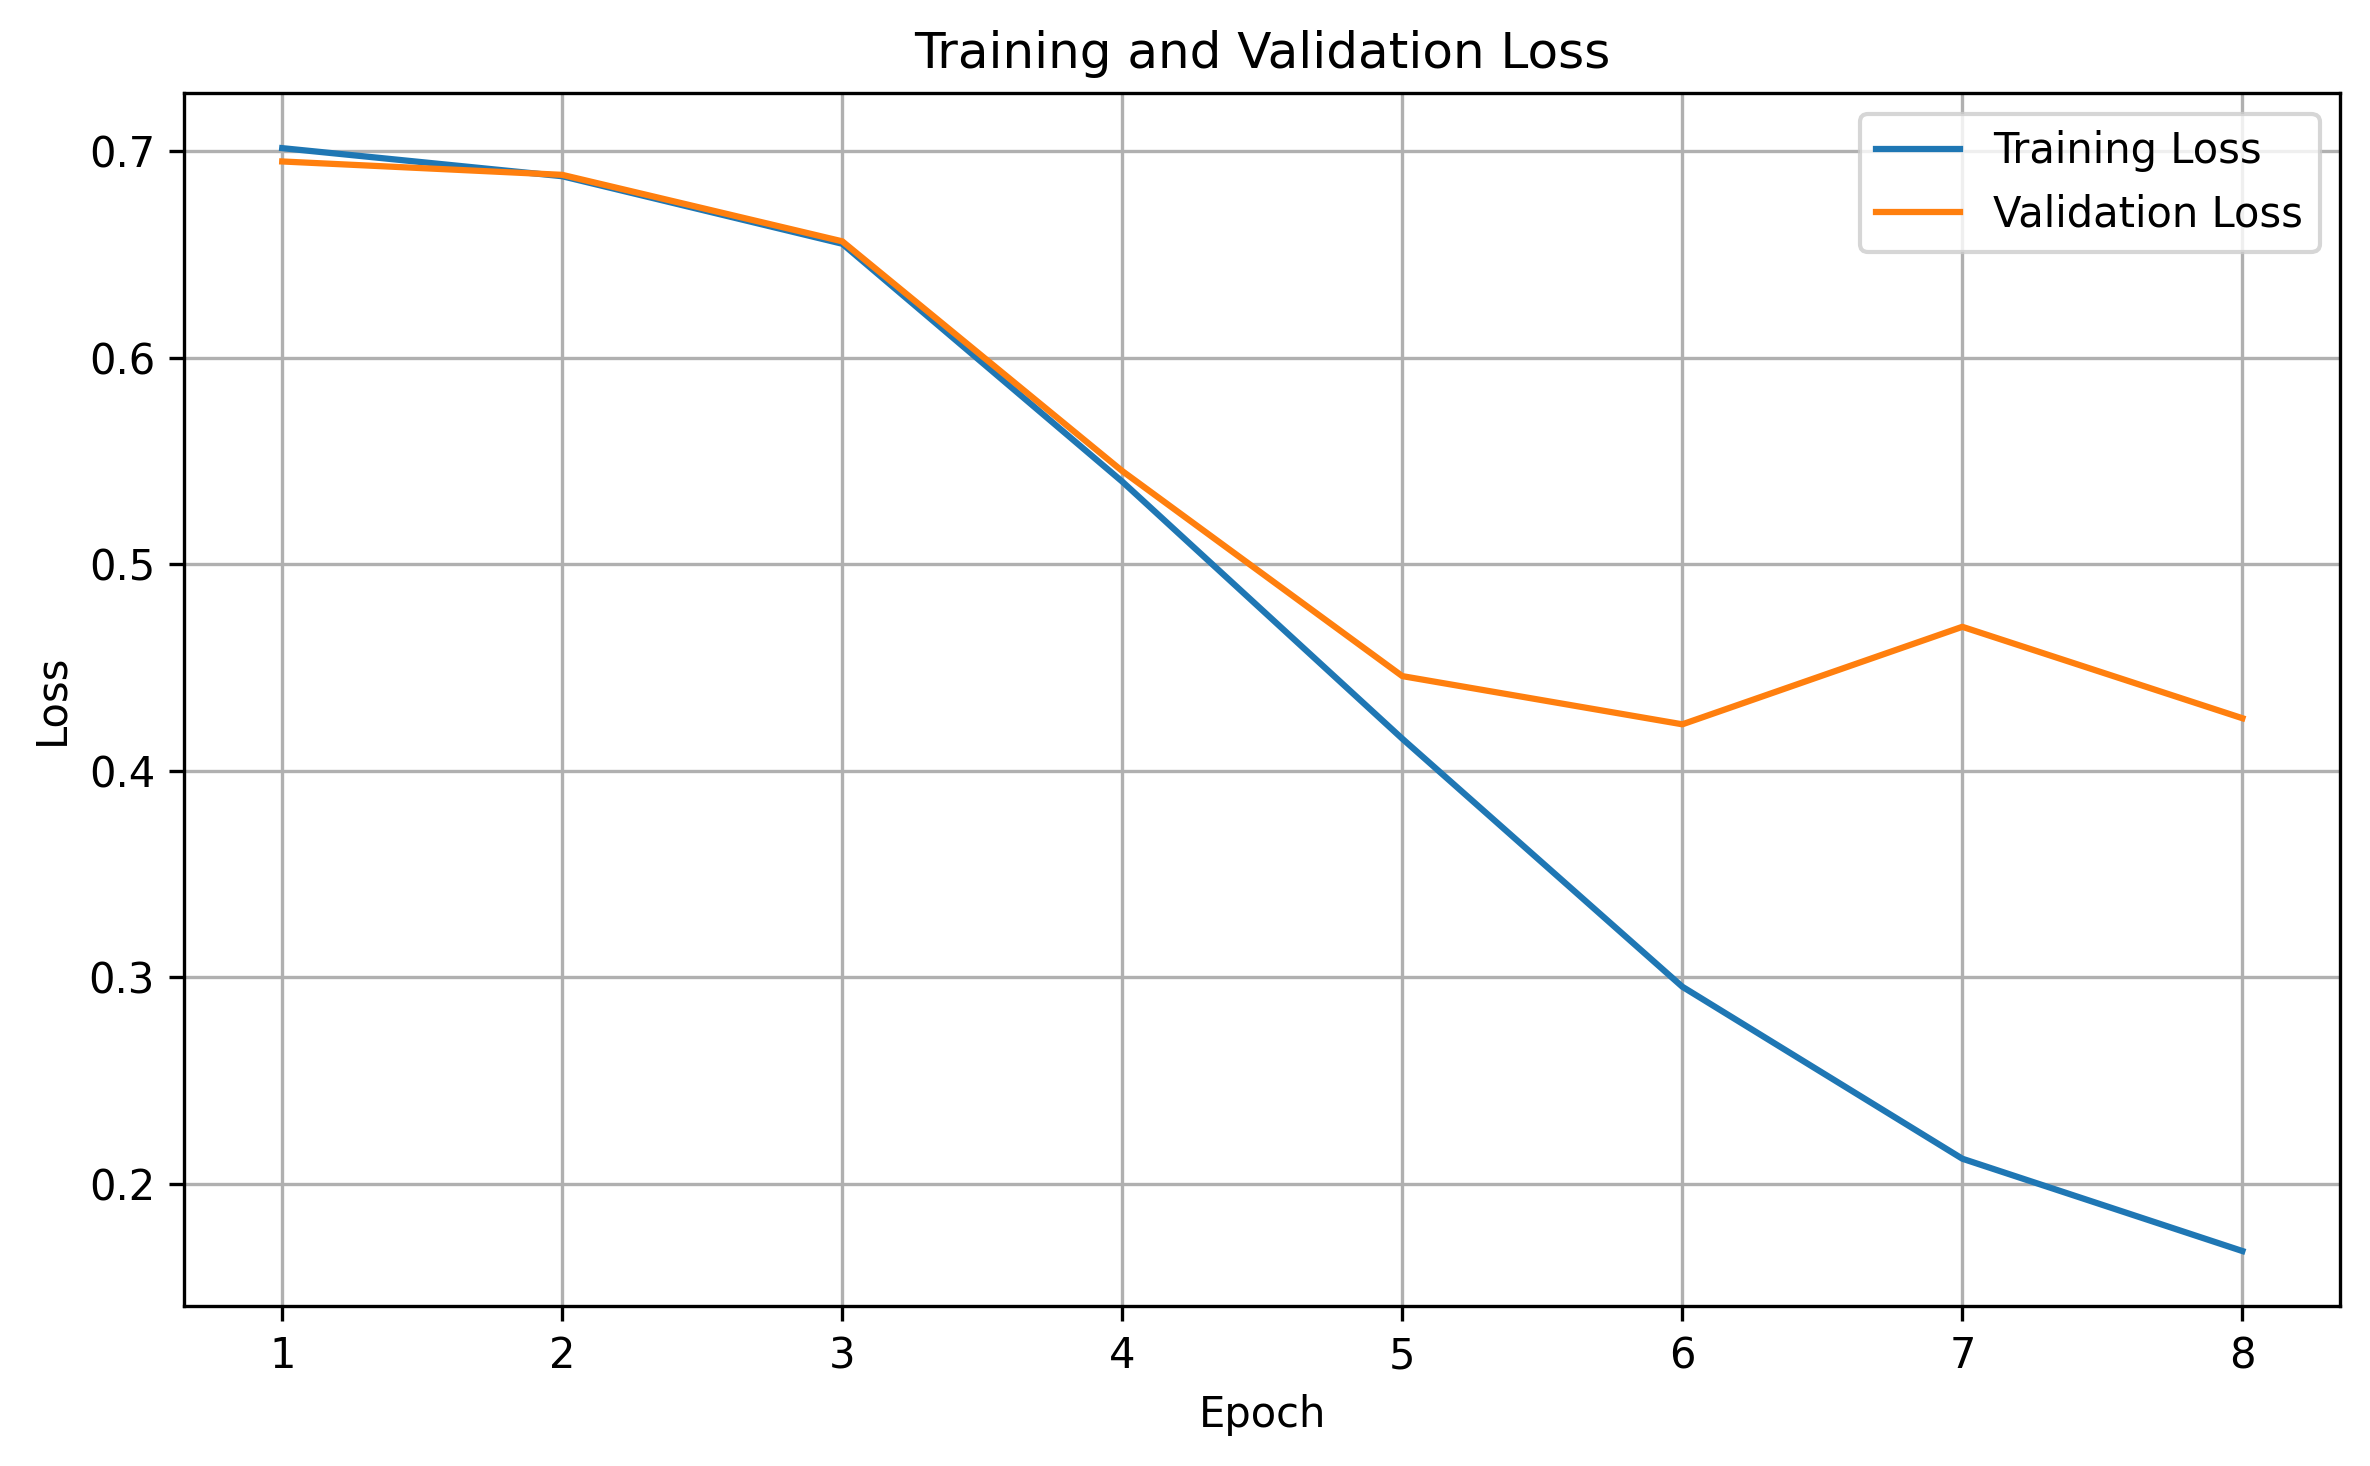 Training and Validation Loss
Training Loss
Validation Loss
0.7
0.6
0.5
0.4
0.3
0.2
Loss
1 2 3 4 5 6 7 8
Epoch